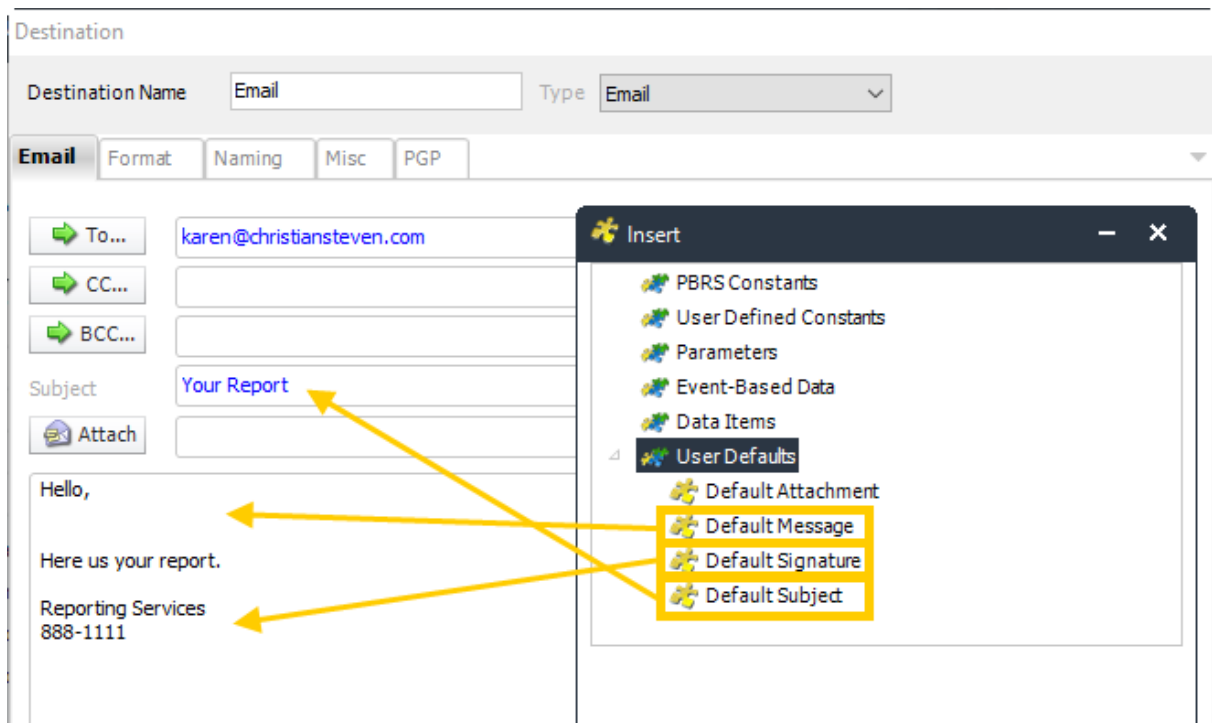 Destination
Destination Name Email Type Email
Email Format Naming Misc PGP
To... karen@christiansteven.com
CC...
BCC...
Subject Your Report
Attach
Hello,
Here us your report.
Reporting Services
888-1111
Insert
PBRS Constants
User Defined Constants
Parameters
Event-Based Data
Data Items
User Defaults
Default Attachment
Default Message
Default Signature
Default Subject